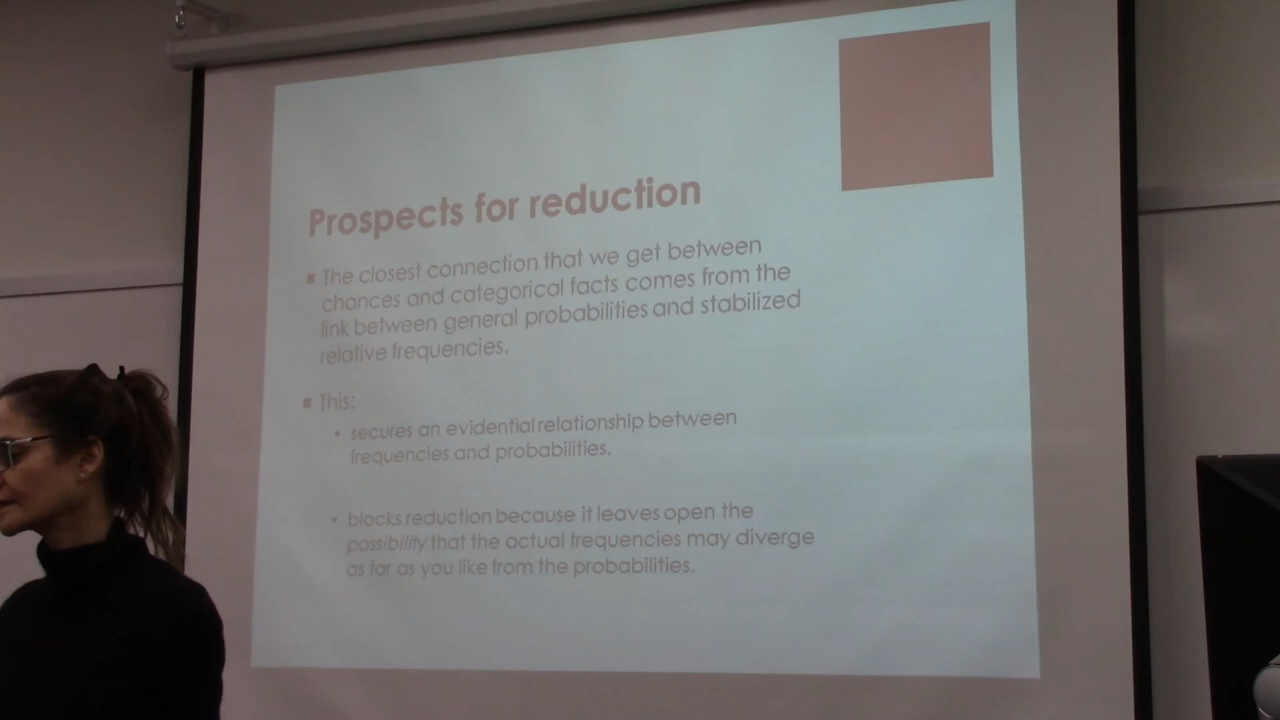 Prospects for reduction
▪ The closest connection that we get between
chances and categorical facts comes from the
link between general probabilities and stabilized
relative frequencies.
▪ This:
• secures an evidential relationship between
frequencies and probabilities.
• blocks reduction because it leaves open the
possibility that the actual frequencies may diverge
as far as you like from the probabilities.